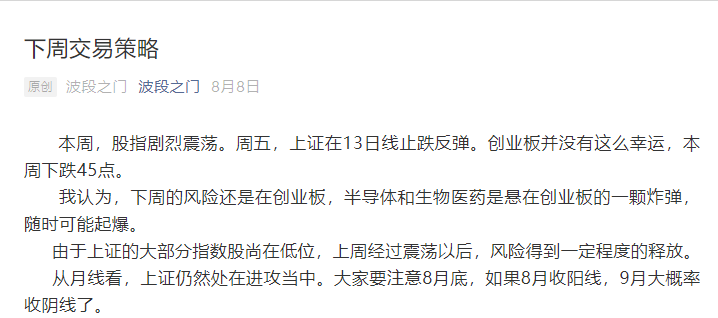 下周交易策略
原创 波段之门 波段之门 8月8日
本周，股指剧烈震荡。周五，上证在13日线止跌反弹。创业板并没有这么幸运，本
周下跌45点。
我认为，下周的风险还是在创业板，半导体和生物医药是悬在创业板的一颗炸弹，
随时可能起爆。
由于上证的大部分指数股尚在低位，上周经过震荡以后，风险得到一定程度的释放。
从月线看，上证仍然处在进攻当中。大家要注意8月底，如果8月收阳线，9月大概率
收阴线了。